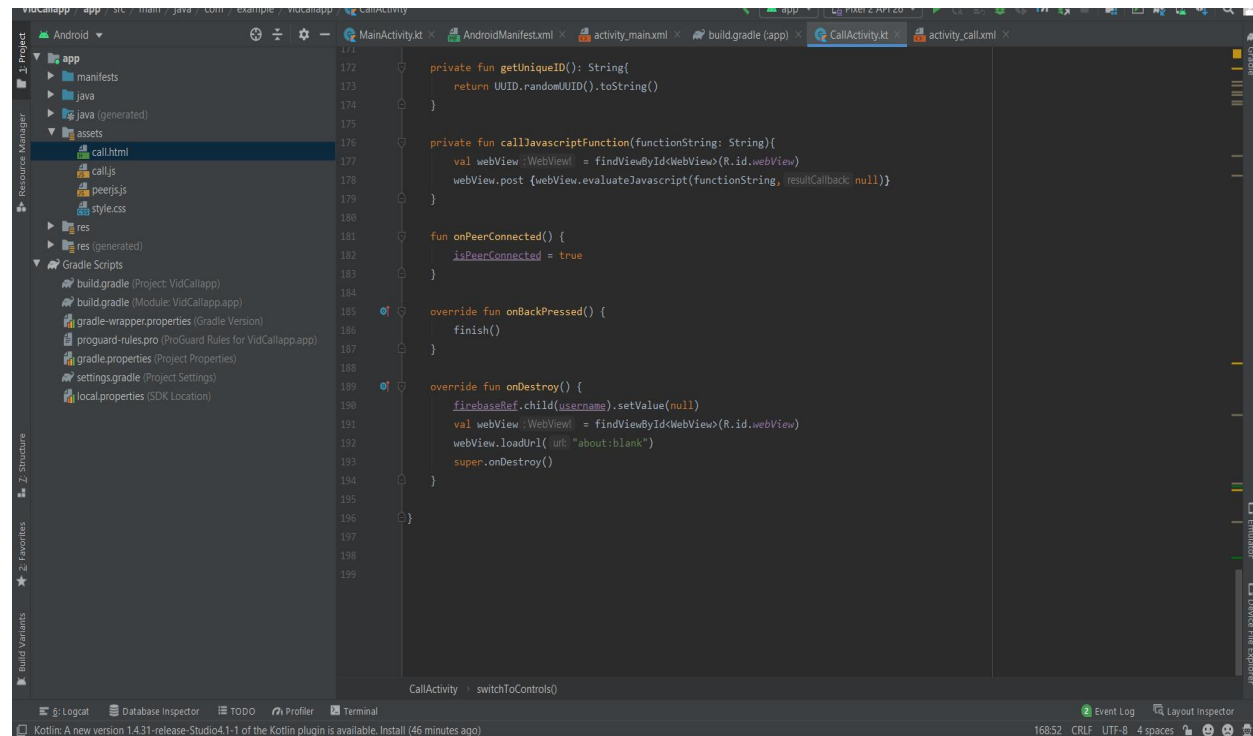 VidCallapp / app / src / main / java / com / example / vidcallapp / CallActivity
app
Pixel 2 API 26
Android
MainActivity.kt
AndroidManifest.xml
activity_main.xml
build.gradle (:app)
CallActivity.kt
activity_call.xml
1: Project
Resource Manager
Z: Structure
2: Favorites
Build Variants
app
manifests
java
java (generated)
assets
call.html
call.js
peerjs.js
style.css
res
res (generated)
Gradle Scripts
build.gradle (Project: VidCallapp)
build.gradle (Module: VidCallapp.app)
gradle-wrapper.properties (Gradle Version)
proguard-rules.pro (ProGuard Rules for VidCallapp.app)
gradle.properties (Project Properties)
settings.gradle (Project Settings)
local.properties (SDK Location)
171
172 private fun getUniqueID(): String{
173 return UUID.randomUUID().toString()
174 }
175
176 private fun callJavascriptFunction(functionString: String){
177 val webView : WebView! = findViewById<WebView>(R.id.webView)
178 webView.post {webView.evaluateJavascript(functionString, resultCallback: null)}
179 }
180
181 fun onPeerConnected() {
182 isPeerConnected = true
183 }
184
185 override fun onBackPressed() {
186 finish()
187 }
188
189 override fun onDestroy() {
190 firebaseRef.child(username).setValue(null)
191 val webView : WebView! = findViewById<WebView>(R.id.webView)
192 webView.loadUrl( url: "about:blank")
193 super.onDestroy()
194 }
195
196 }
197
198
199
Gradle
Emulator
Device File Explorer
CallActivity › switchToControls()
6: Logcat
Database Inspector
TODO
Profiler
Terminal
2 Event Log
Layout Inspector
Kotlin: A new version 1.4.31-release-Studio4.1-1 of the Kotlin plugin is available. Install (46 minutes ago)
168:52 CRLF UTF-8 4 spaces